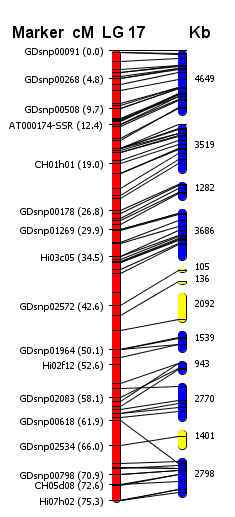 Marker cM LG 17 Kb
GDsnp00091 (0.0)
GDsnp00268 (4.8) 4649
GDsnp00508 (9.7)
AT000174-SSR (12.4)
3519
CH01h01 (19.0)
1282
GDsnp00178 (26.8)
GDsnp01269 (29.9) 3686
Hi03c05 (34.5)
105
136
GDsnp02572 (42.6) 2092
1539
GDsnp01964 (50.1)
Hi02f12 (52.6) 943
GDsnp02083 (58.1) 2770
GDsnp00618 (61.9)
1401
GDsnp02534 (66.0)
GDsnp00798 (70.9) 2798
CH05d08 (72.6)
Hi07h02 (75.3)